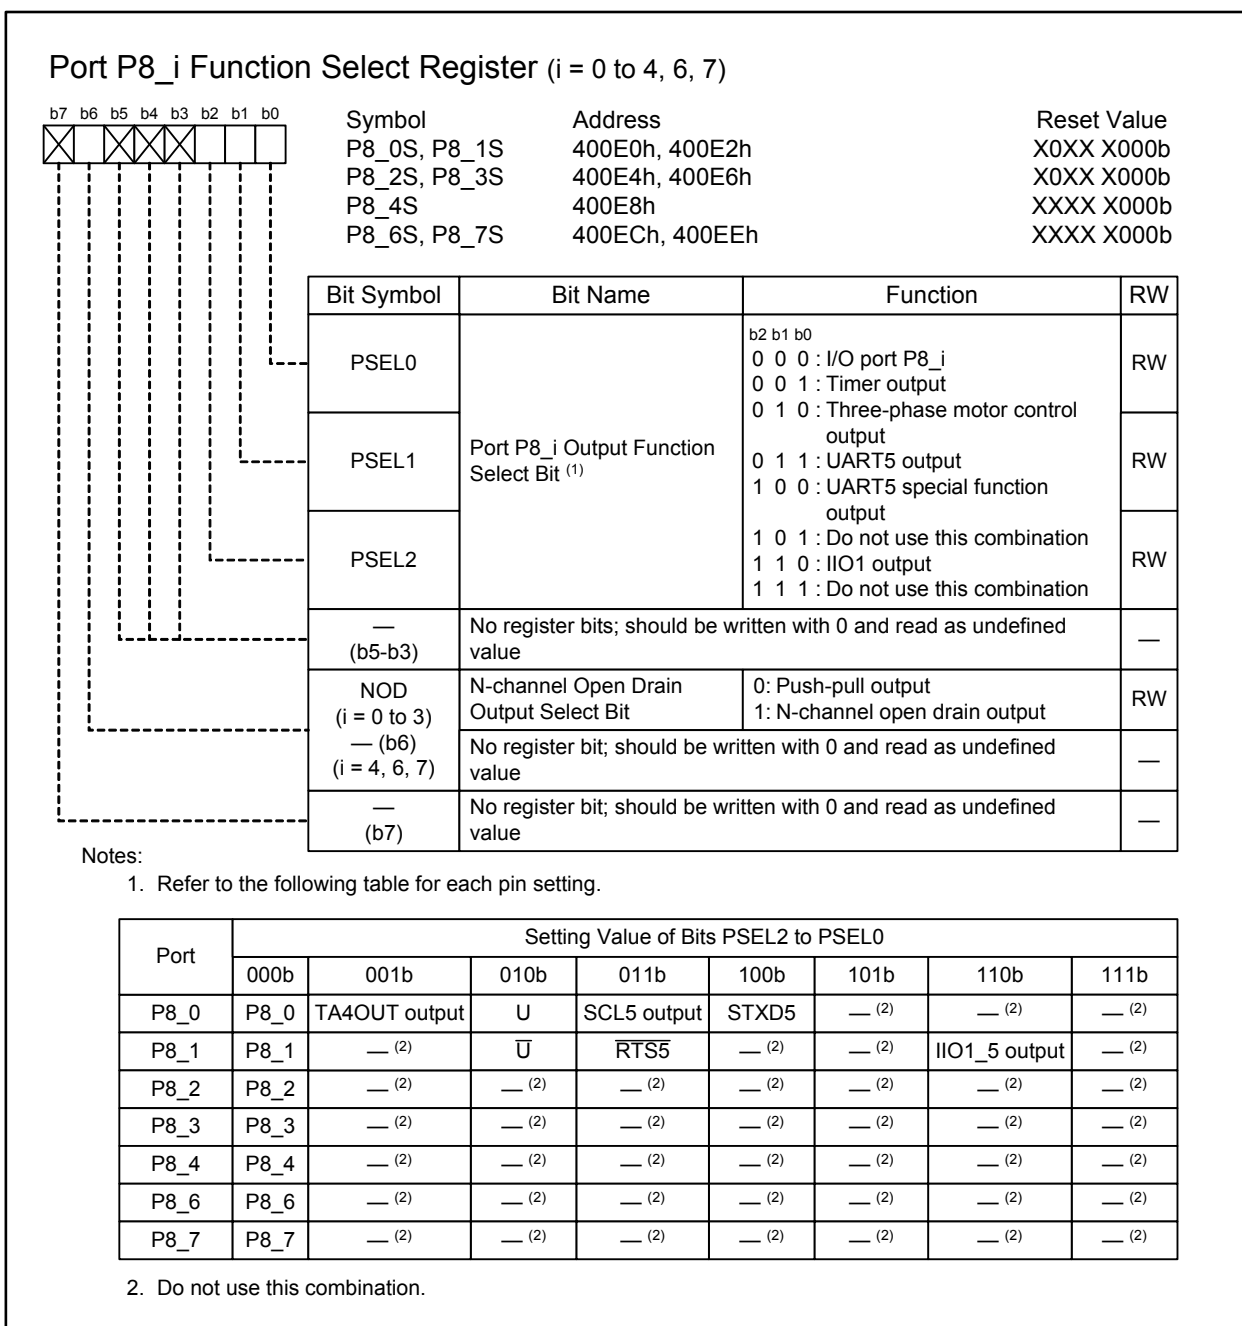 Port P8_i Function Select Register (i = 0 to 4, 6, 7)
b7 b6 b5 b4 b3 b2 b1 b0
Symbol Address Reset Value
P8_0S, P8_1S 400E0h, 400E2h X0XX X000b
P8_2S, P8_3S 400E4h, 400E6h X0XX X000b
P8_4S 400E8h XXXX X000b
P8_6S, P8_7S 400ECh, 400EEh XXXX X000b
Bit Symbol Bit Name Function RW
PSEL0 RW
PSEL1 RW
PSEL2 RW
Port P8_i Output Function
Select Bit (1)
b2 b1 b0
0 0 0 : I/O port P8_i
0 0 1 : Timer output
0 1 0 : Three-phase motor control
output
0 1 1 : UART5 output
1 0 0 : UART5 special function
output
1 0 1 : Do not use this combination
1 1 0 : IIO1 output
1 1 1 : Do not use this combination
— (b5-b3)
No register bits; should be written with 0 and read as undefined
value
—
NOD
(i = 0 to 3)
N-channel Open Drain
Output Select Bit
0: Push-pull output
1: N-channel open drain output
RW
— (b6)
(i = 4, 6, 7)
No register bit; should be written with 0 and read as undefined
value
—
— (b7)
No register bit; should be written with 0 and read as undefined
value
—
Notes:
1. Refer to the following table for each pin setting.
Port Setting Value of Bits PSEL2 to PSEL0
000b 001b 010b 011b 100b 101b 110b 111b
P8_0 P8_0 TA4OUT output U SCL5 output STXD5 — (2) — (2) — (2)
P8_1 P8_1 — (2) U̅ R̅T̅S̅5̅ — (2) — (2) IIO1_5 output — (2)
P8_2 P8_2 — (2) — (2) — (2) — (2) — (2) — (2) — (2)
P8_3 P8_3 — (2) — (2) — (2) — (2) — (2) — (2) — (2)
P8_4 P8_4 — (2) — (2) — (2) — (2) — (2) — (2) — (2)
P8_6 P8_6 — (2) — (2) — (2) — (2) — (2) — (2) — (2)
P8_7 P8_7 — (2) — (2) — (2) — (2) — (2) — (2) — (2)
2. Do not use this combination.